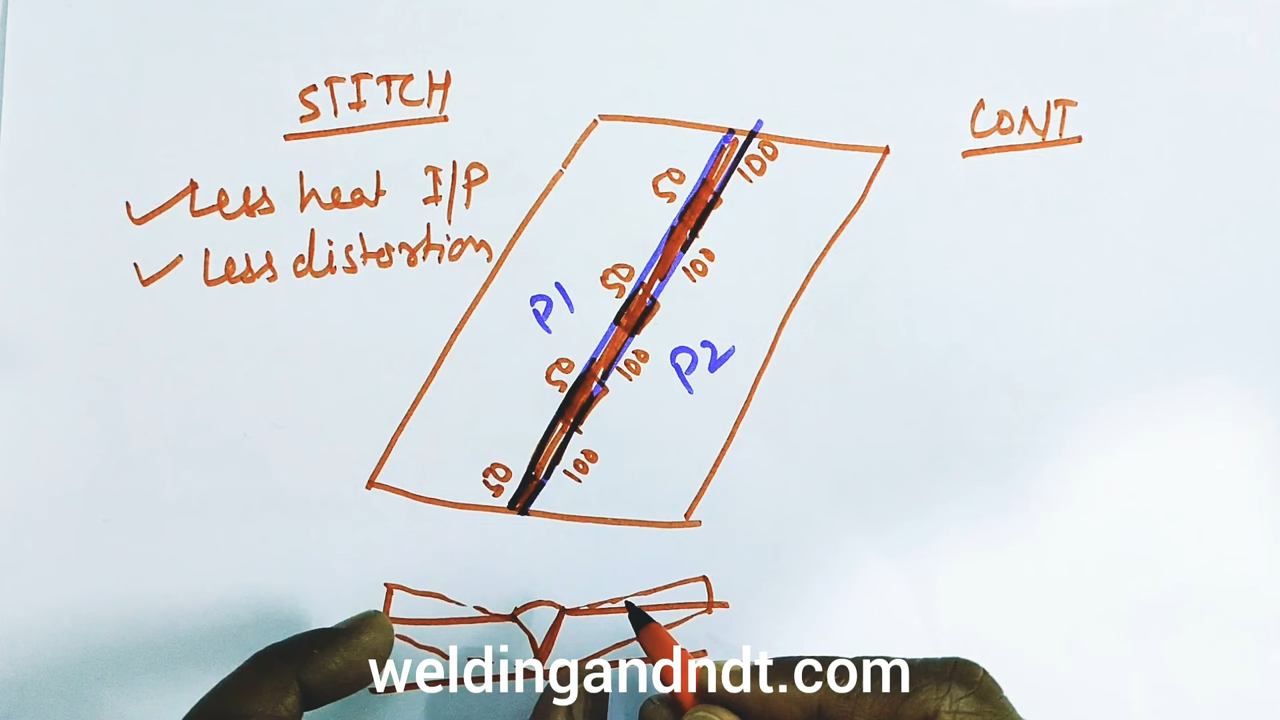 STITCH
CONT
✓ Less heat I/P
✓ Less distortion
50
100
50
100
50
100
50
100
P1
P2
weldingandndt.com